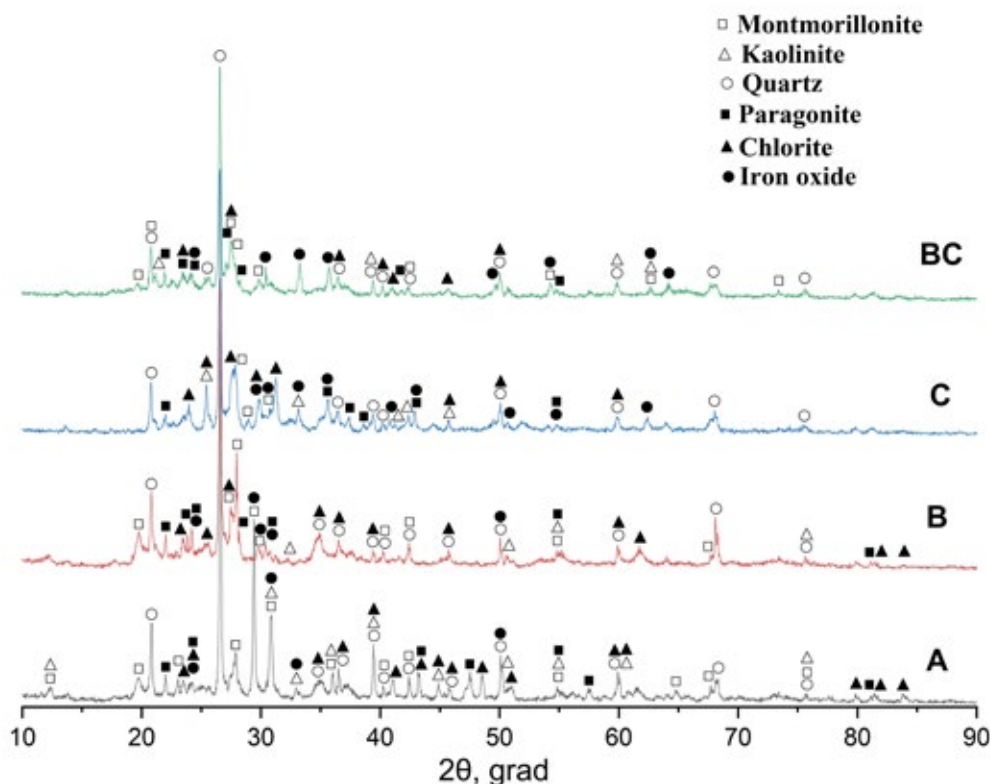 Montmorillonite
Kaolinite
Quartz
Paragonite
Chlorite
Iron oxide
BC
C
B
A
10 20 30 40 50 60 70 80 90
2θ, grad